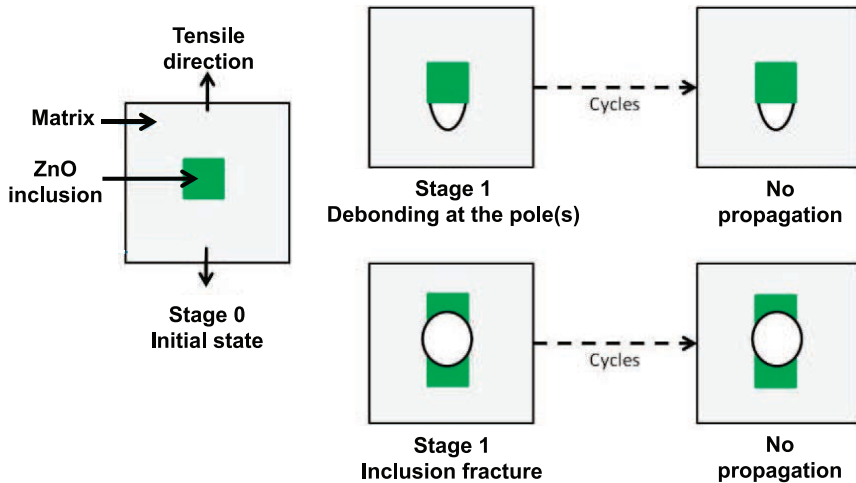 Tensile
direction
Matrix
ZnO
inclusion
Stage 0
Initial state
Cycles
Stage 1
Debonding at the pole(s)
No
propagation
Cycles
Stage 1
Inclusion fracture
No
propagation